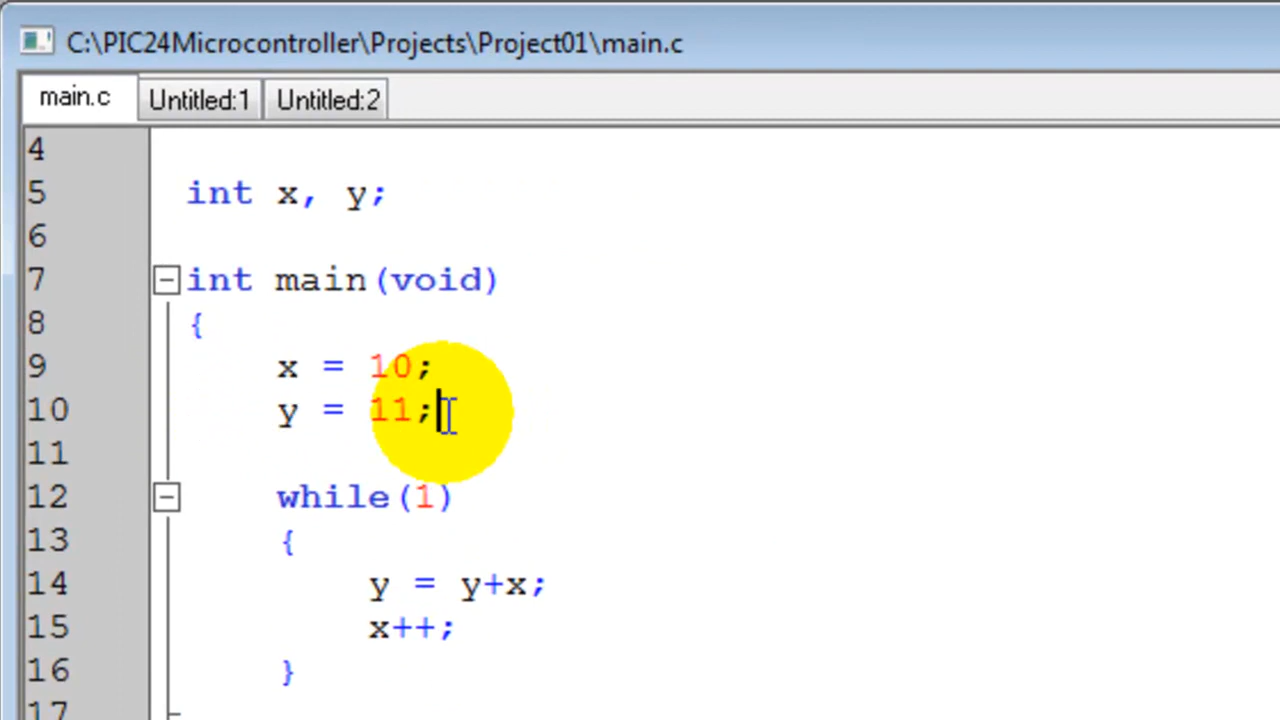 C:\PIC24Microcontroller\Projects\Project01\main.c
main.c Untitled:1 Untitled:2
4
5 int x, y;
6
7 int main(void)
8 {
9 x = 10;
10 y = 11;
11
12 while(1)
13 {
14 y = y+x;
15 x++;
16 }
17